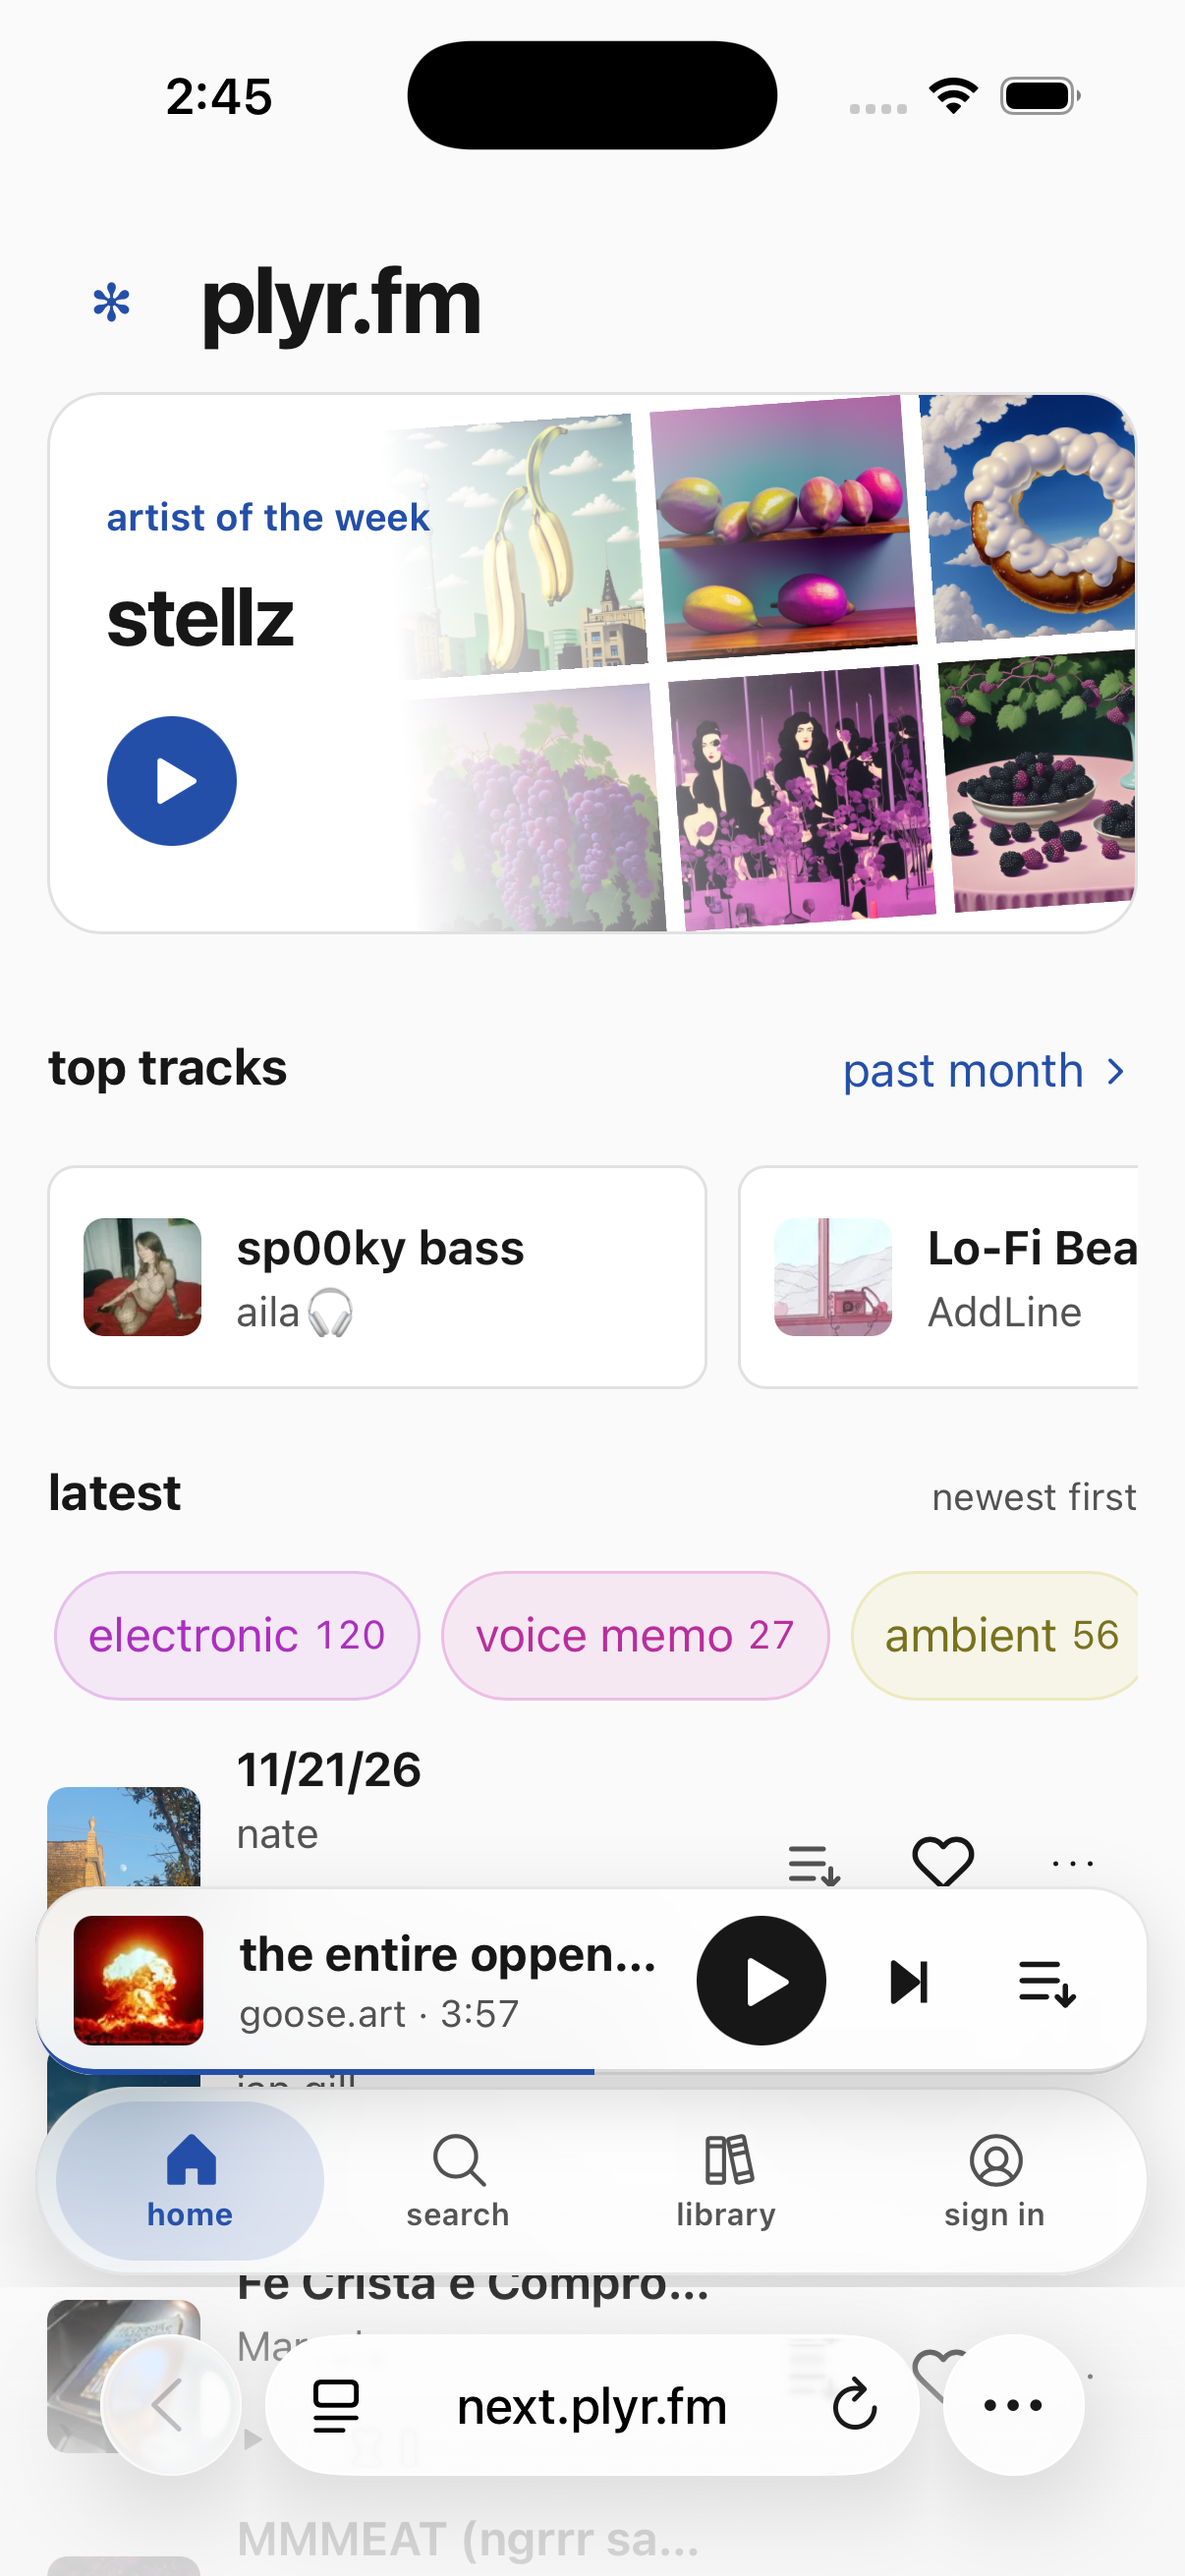 2:45
plyr.fm
artist of the week
stellz
top tracks
past month
sp00ky bass
aila🎧
Lo-Fi Bea
AddLine
latest
newest first
electronic 120
voice memo 27
ambient 56
11/21/26
nate
the entire oppen...
goose.art · 3:57
ian gill
home
search
library
sign in
Fe Crista e Compro...
next.plyr.fm
MMMEAT (ngrrr sa...